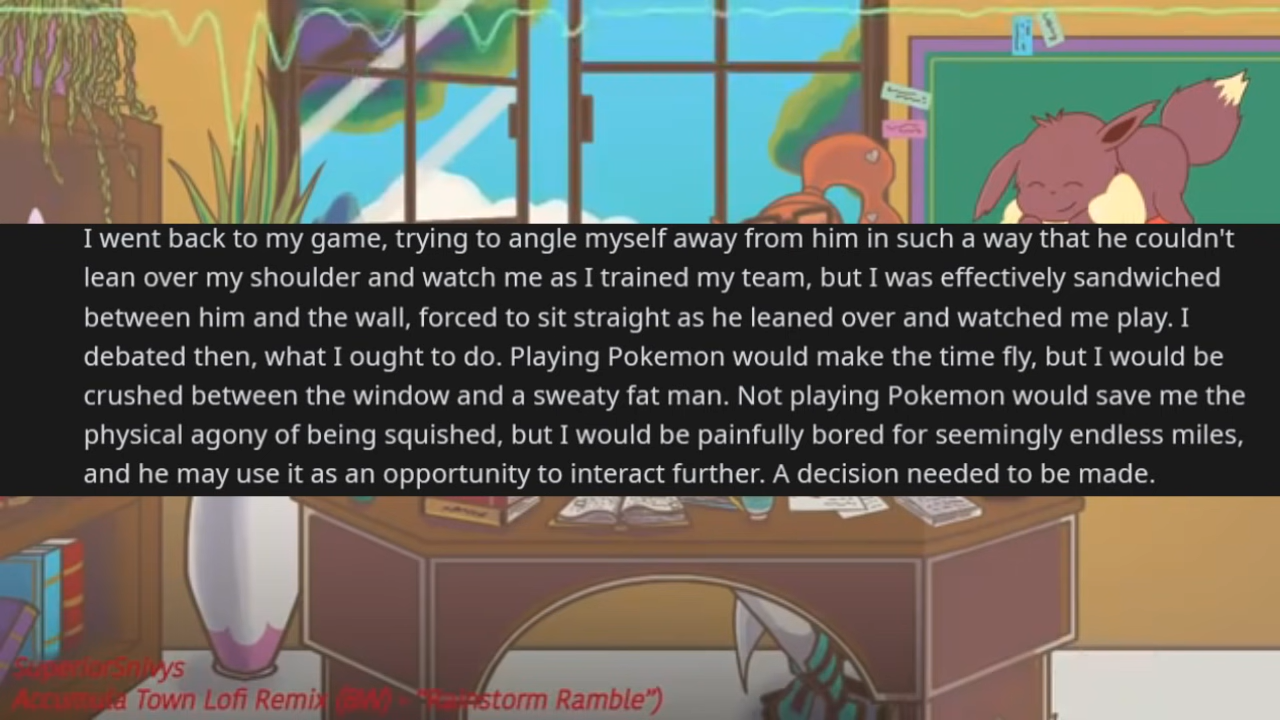 I went back to my game, trying to angle myself away from him in such a way that he couldn't
lean over my shoulder and watch me as I trained my team, but I was effectively sandwiched
between him and the wall, forced to sit straight as he leaned over and watched me play. I
debated then, what I ought to do. Playing Pokemon would make the time fly, but I would be
crushed between the window and a sweaty fat man. Not playing Pokemon would save me the
physical agony of being squished, but I would be painfully bored for seemingly endless miles,
and he may use it as an opportunity to interact further. A decision needed to be made.
SuperiorSnivys
Accumula Town Lofi Remix (BW) - "Rainstorm Ramble")